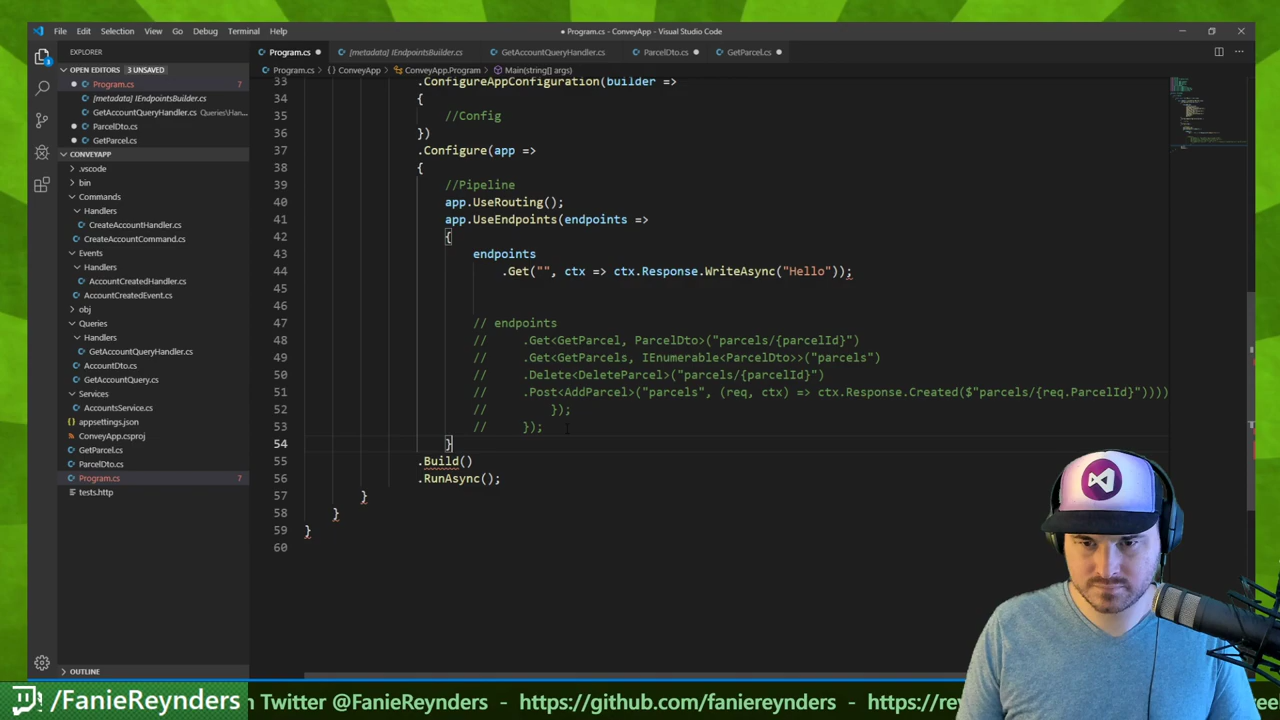 File Edit Selection View Go Debug Terminal Help
● Program.cs - ConveyApp - Visual Studio Code
EXPLORER
Program.cs ●
[metadata] IEndpointsBuilder.cs
GetAccountQueryHandler.cs
ParcelDto.cs ●
GetParcel.cs ●
OPEN EDITORS 3 UNSAVED
Program.cs > ConveyApp > ConveyApp.Program > Main(string[] args)
● Program.cs 7
[metadata] IEndpointsBuilder.cs
GetAccountQueryHandler.cs Queries\Han...
● ParcelDto.cs
● GetParcel.cs
CONVEYAPP
.vscode
bin
Commands
Handlers
CreateAccountHandler.cs
CreateAccountCommand.cs
Events
Handlers
AccountCreatedHandler.cs
AccountCreatedEvent.cs
obj
Queries
Handlers
GetAccountQueryHandler.cs
AccountDto.cs
GetAccountQuery.cs
Services
AccountsService.cs
appsettings.json
ConveyApp.csproj
GetParcel.cs
ParcelDto.cs
Program.cs 7
tests.http
OUTLINE
33 .ConfigureAppConfiguration(builder =>
34 {
35 //Config
36 })
37 .Configure(app =>
38 {
39 //Pipeline
40 app.UseRouting();
41 app.UseEndpoints(endpoints =>
42 {
43 endpoints
44 .Get("", ctx => ctx.Response.WriteAsync("Hello"));
45
46
47 // endpoints
48 // .Get<GetParcel, ParcelDto>("parcels/{parcelId}")
49 // .Get<GetParcels, IEnumerable<ParcelDto>>("parcels")
50 // .Delete<DeleteParcel>("parcels/{parcelId}")
51 // .Post<AddParcel>("parcels", (req, ctx) => ctx.Response.Created($"parcels/{req.ParcelId}"))))
52 // });
53 // });
54 }
55 .Build()
56 .RunAsync();
57 }
58 }
59 }
60
/FanieReynders
n Twitter @FanieReynders - https://github.com/faniereynders - https://re